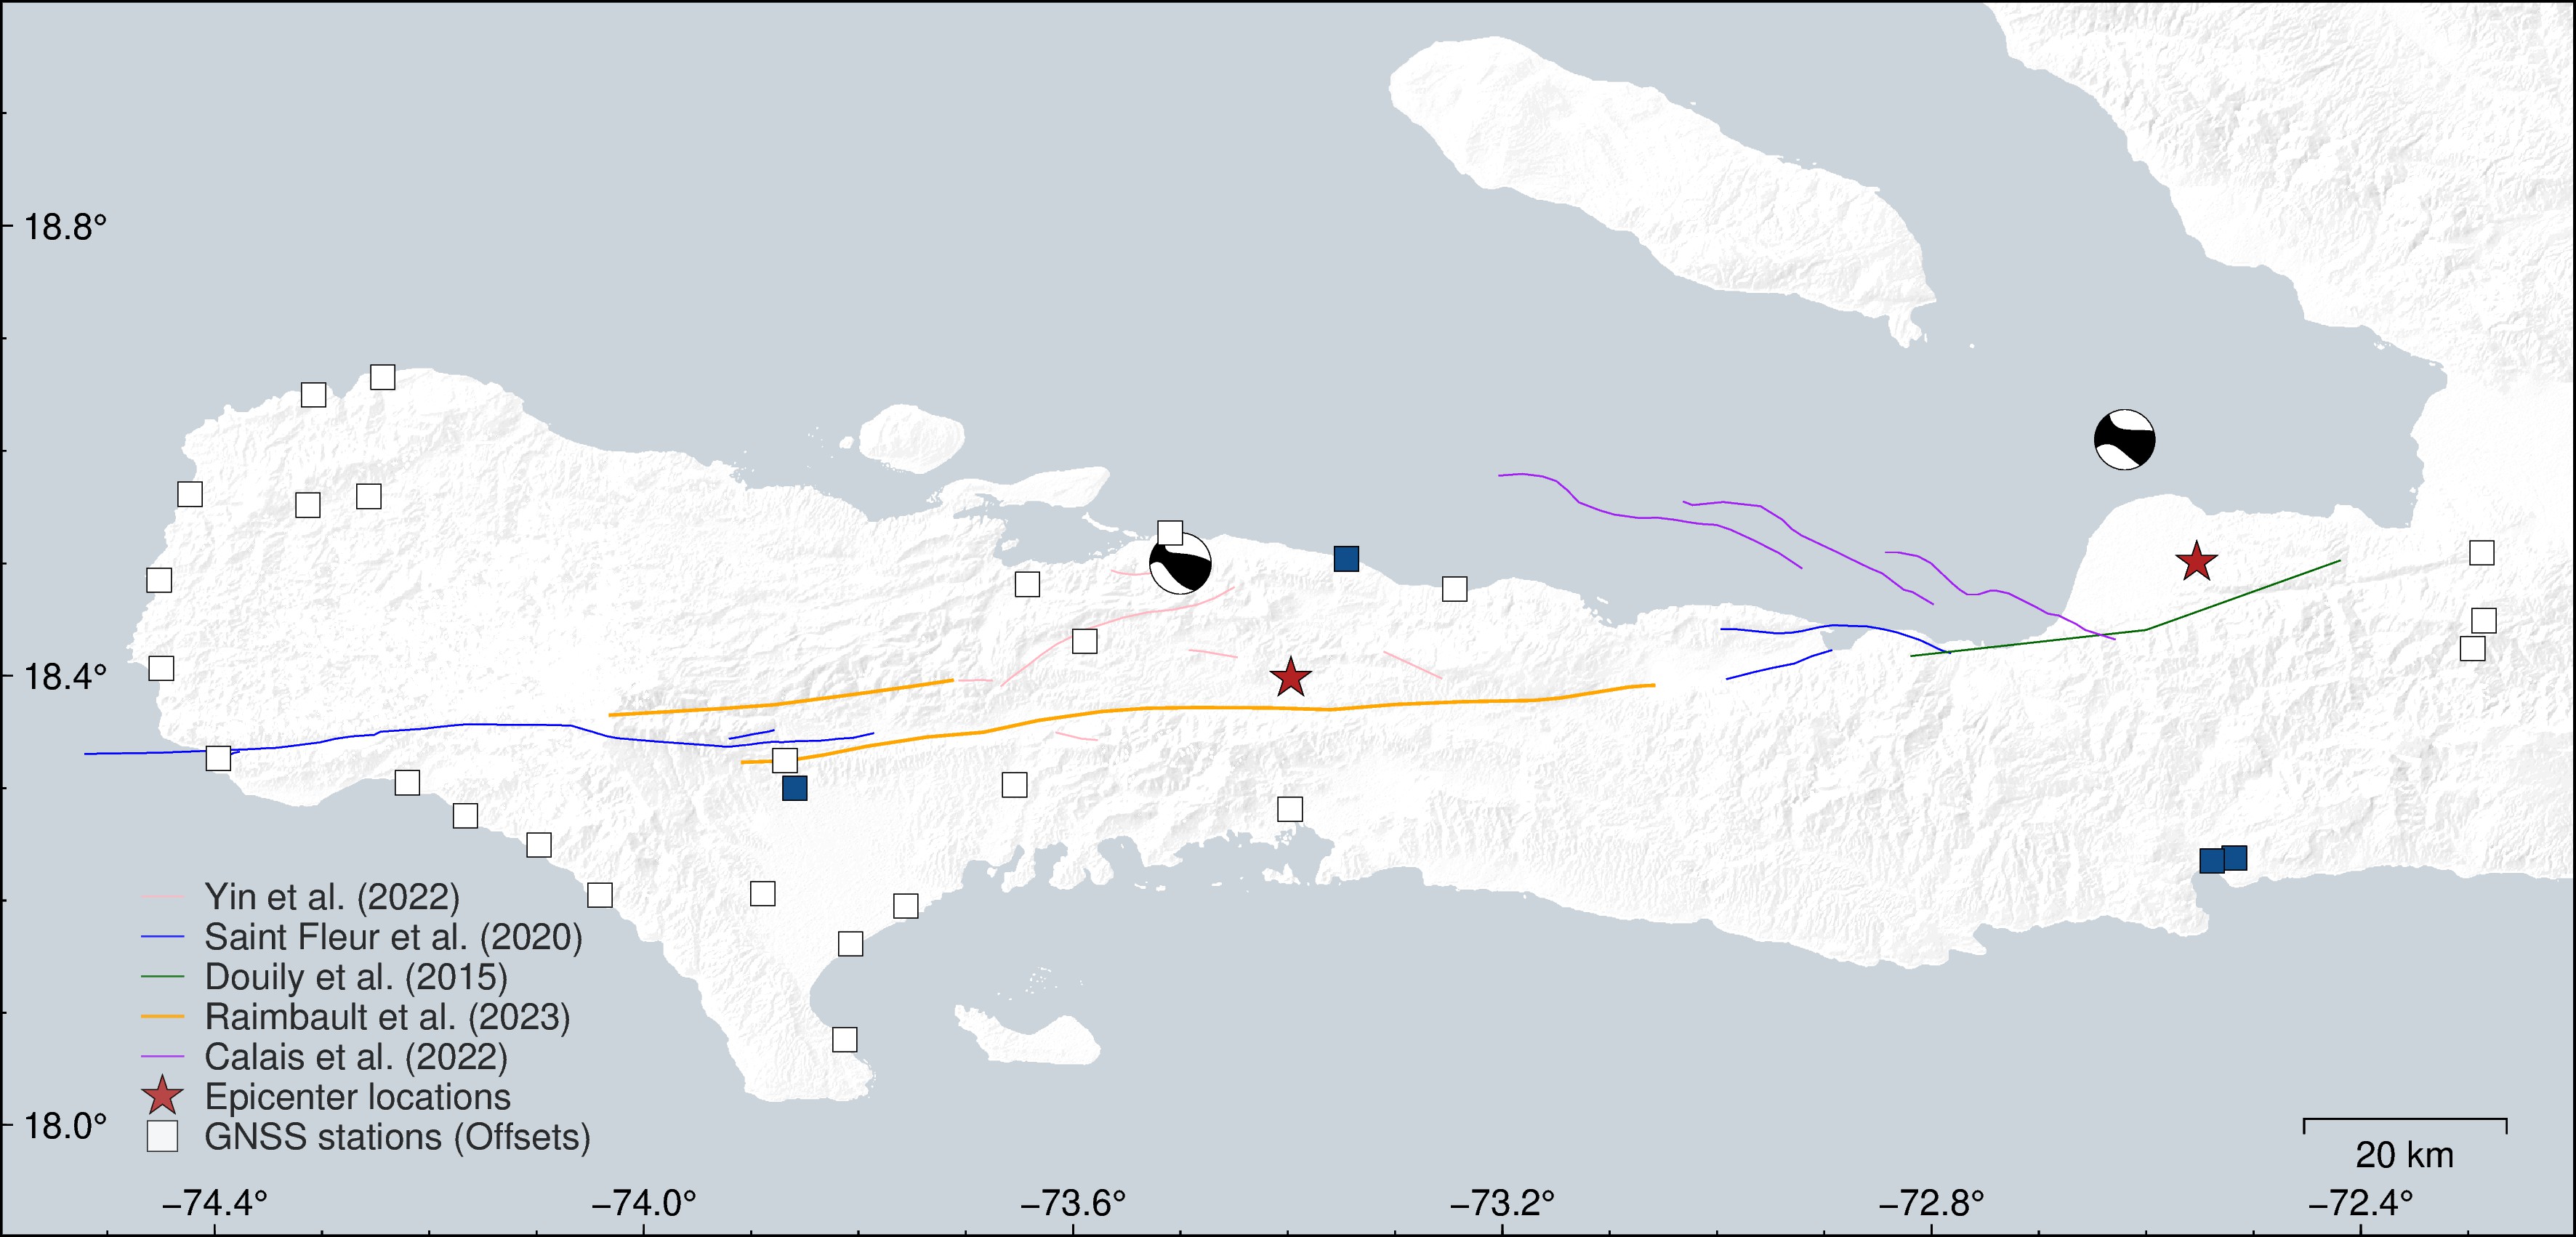 18.8°
18.4°
18.0°
Yin et al. (2022)
Saint Fleur et al. (2020)
Douily et al. (2015)
Raimbault et al. (2023)
Calais et al. (2022)
Epicenter locations
GNSS stations (Offsets)
20 km
−74.4° −74.0° −73.6° −73.2° −72.8° −72.4°